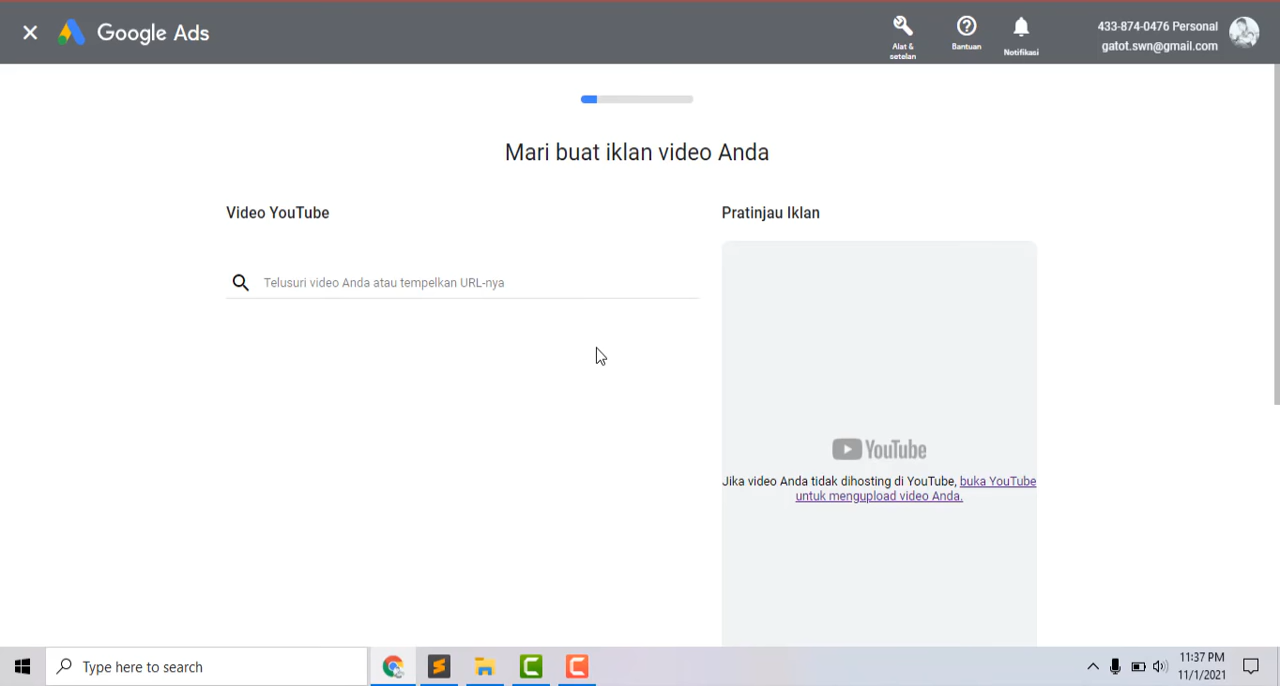 Google Ads
Alat &
setelan
Bantuan
Notifikasi
433-874-0476 Personal
gatot.swn@gmail.com
Mari buat iklan video Anda
Video YouTube
Pratinjau Iklan
Telusuri video Anda atau tempelkan URL-nya
YouTube
Jika video Anda tidak dihosting di YouTube, buka YouTube
untuk mengupload video Anda.
Type here to search
11:37 PM
11/1/2021